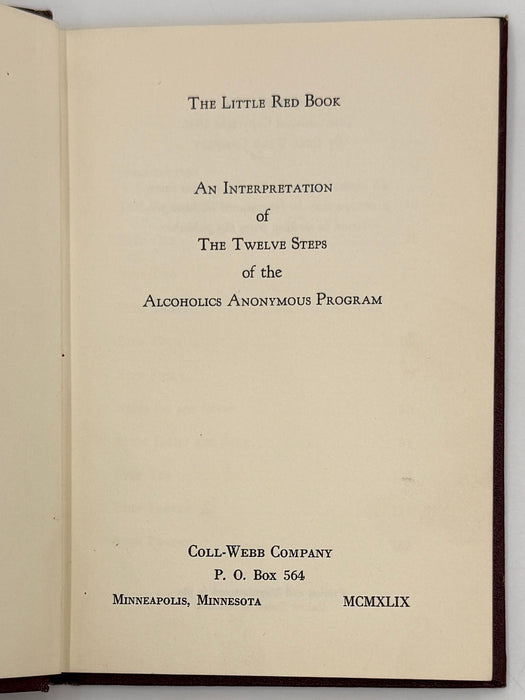 The Little Red Book
An Interpretation
of
The Twelve Steps
of the
Alcoholics Anonymous Program
Coll-Webb Company
P. O. Box 564
Minneapolis, Minnesota MCMXLIX